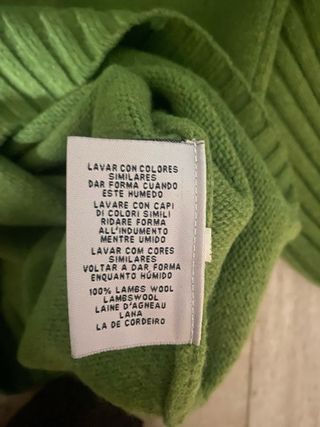 LAVAR CON COLORES
SIMILARES
DAR FORMA CUANDO
ESTE HUMEDO
LAVARE CON CAPI
DI COLORI SIMILI
RIDARE FORMA
ALL'INDUMENTO
MENTRE UMIDO
LAVAR COM CORES
SIMILARES
VOLTAR A DAR FORMA
ENQUANTO HÚMIDO
100% LAMBS WOOL
LAMBSWOOL
LAINE D'AGNEAU
LANA
LA DE CORDEIRO